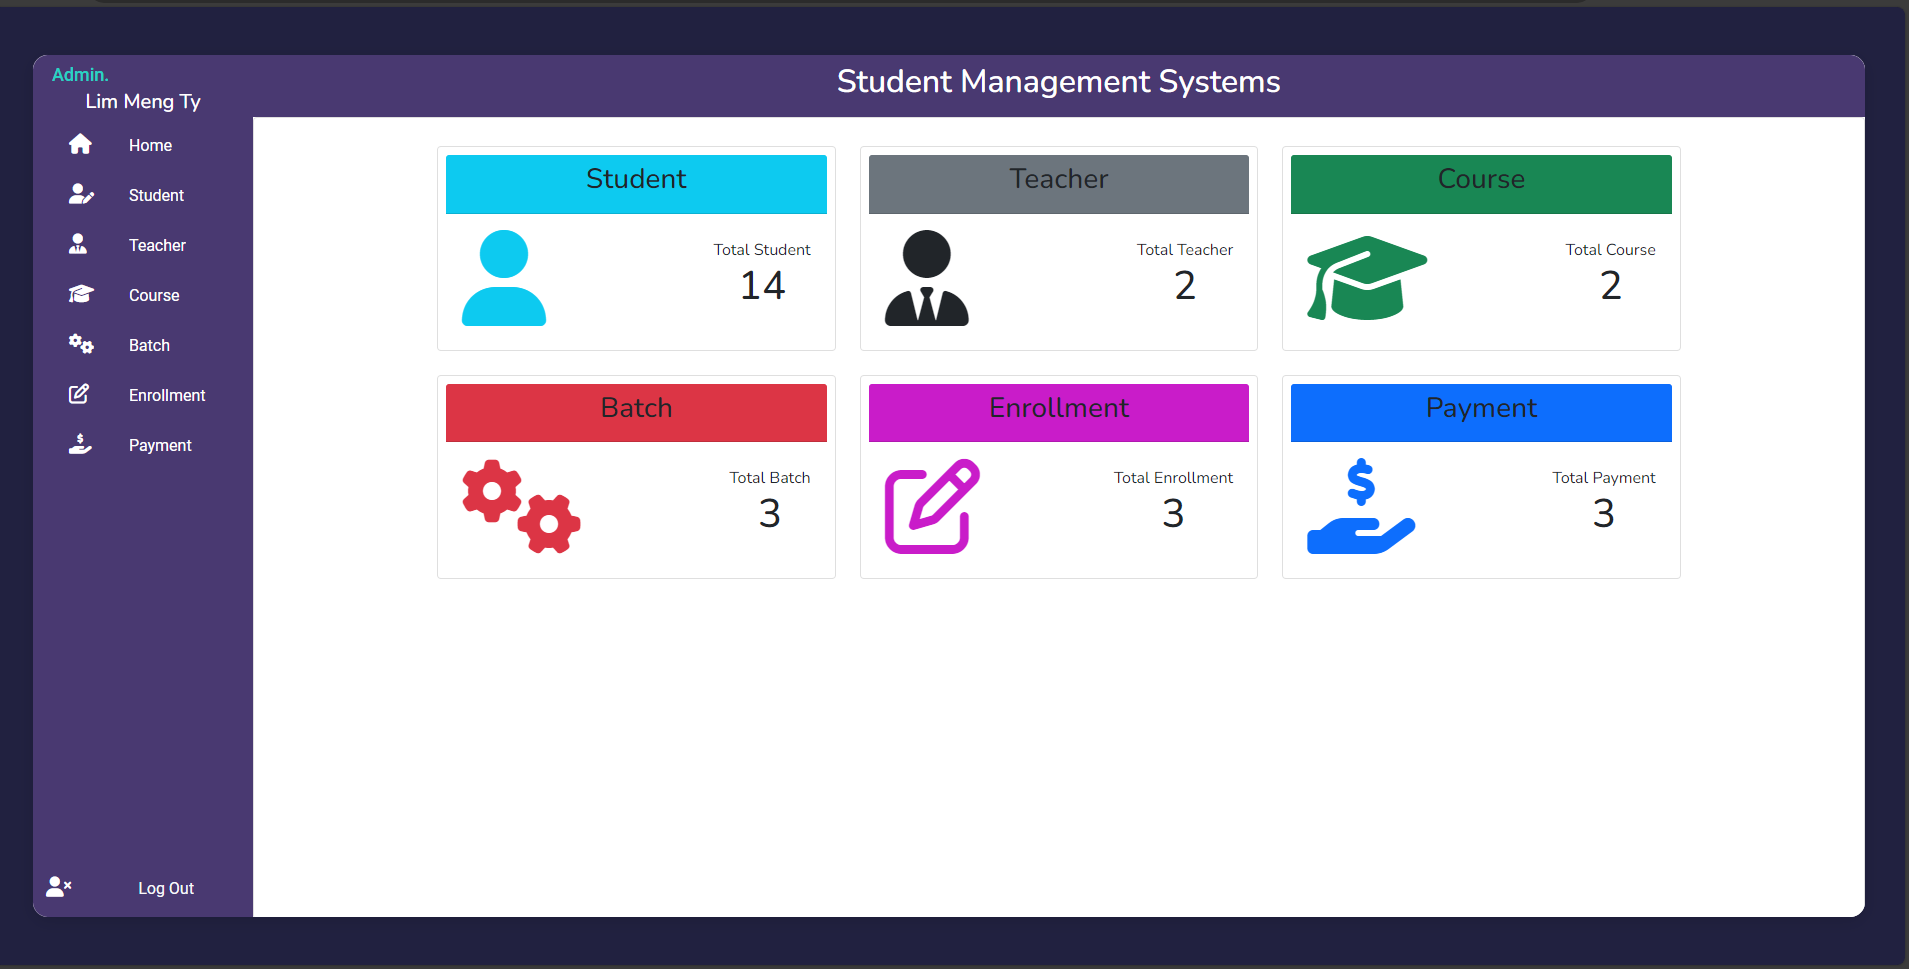 Admin.
Student Management Systems
Lim Meng Ty
Home
Student
Teacher
Course
Batch
Enrollment
Payment
Log Out
Student
Total Student
14
Teacher
Total Teacher
2
Course
Total Course
2
Batch
Total Batch
3
Enrollment
Total Enrollment
3
Payment
Total Payment
3